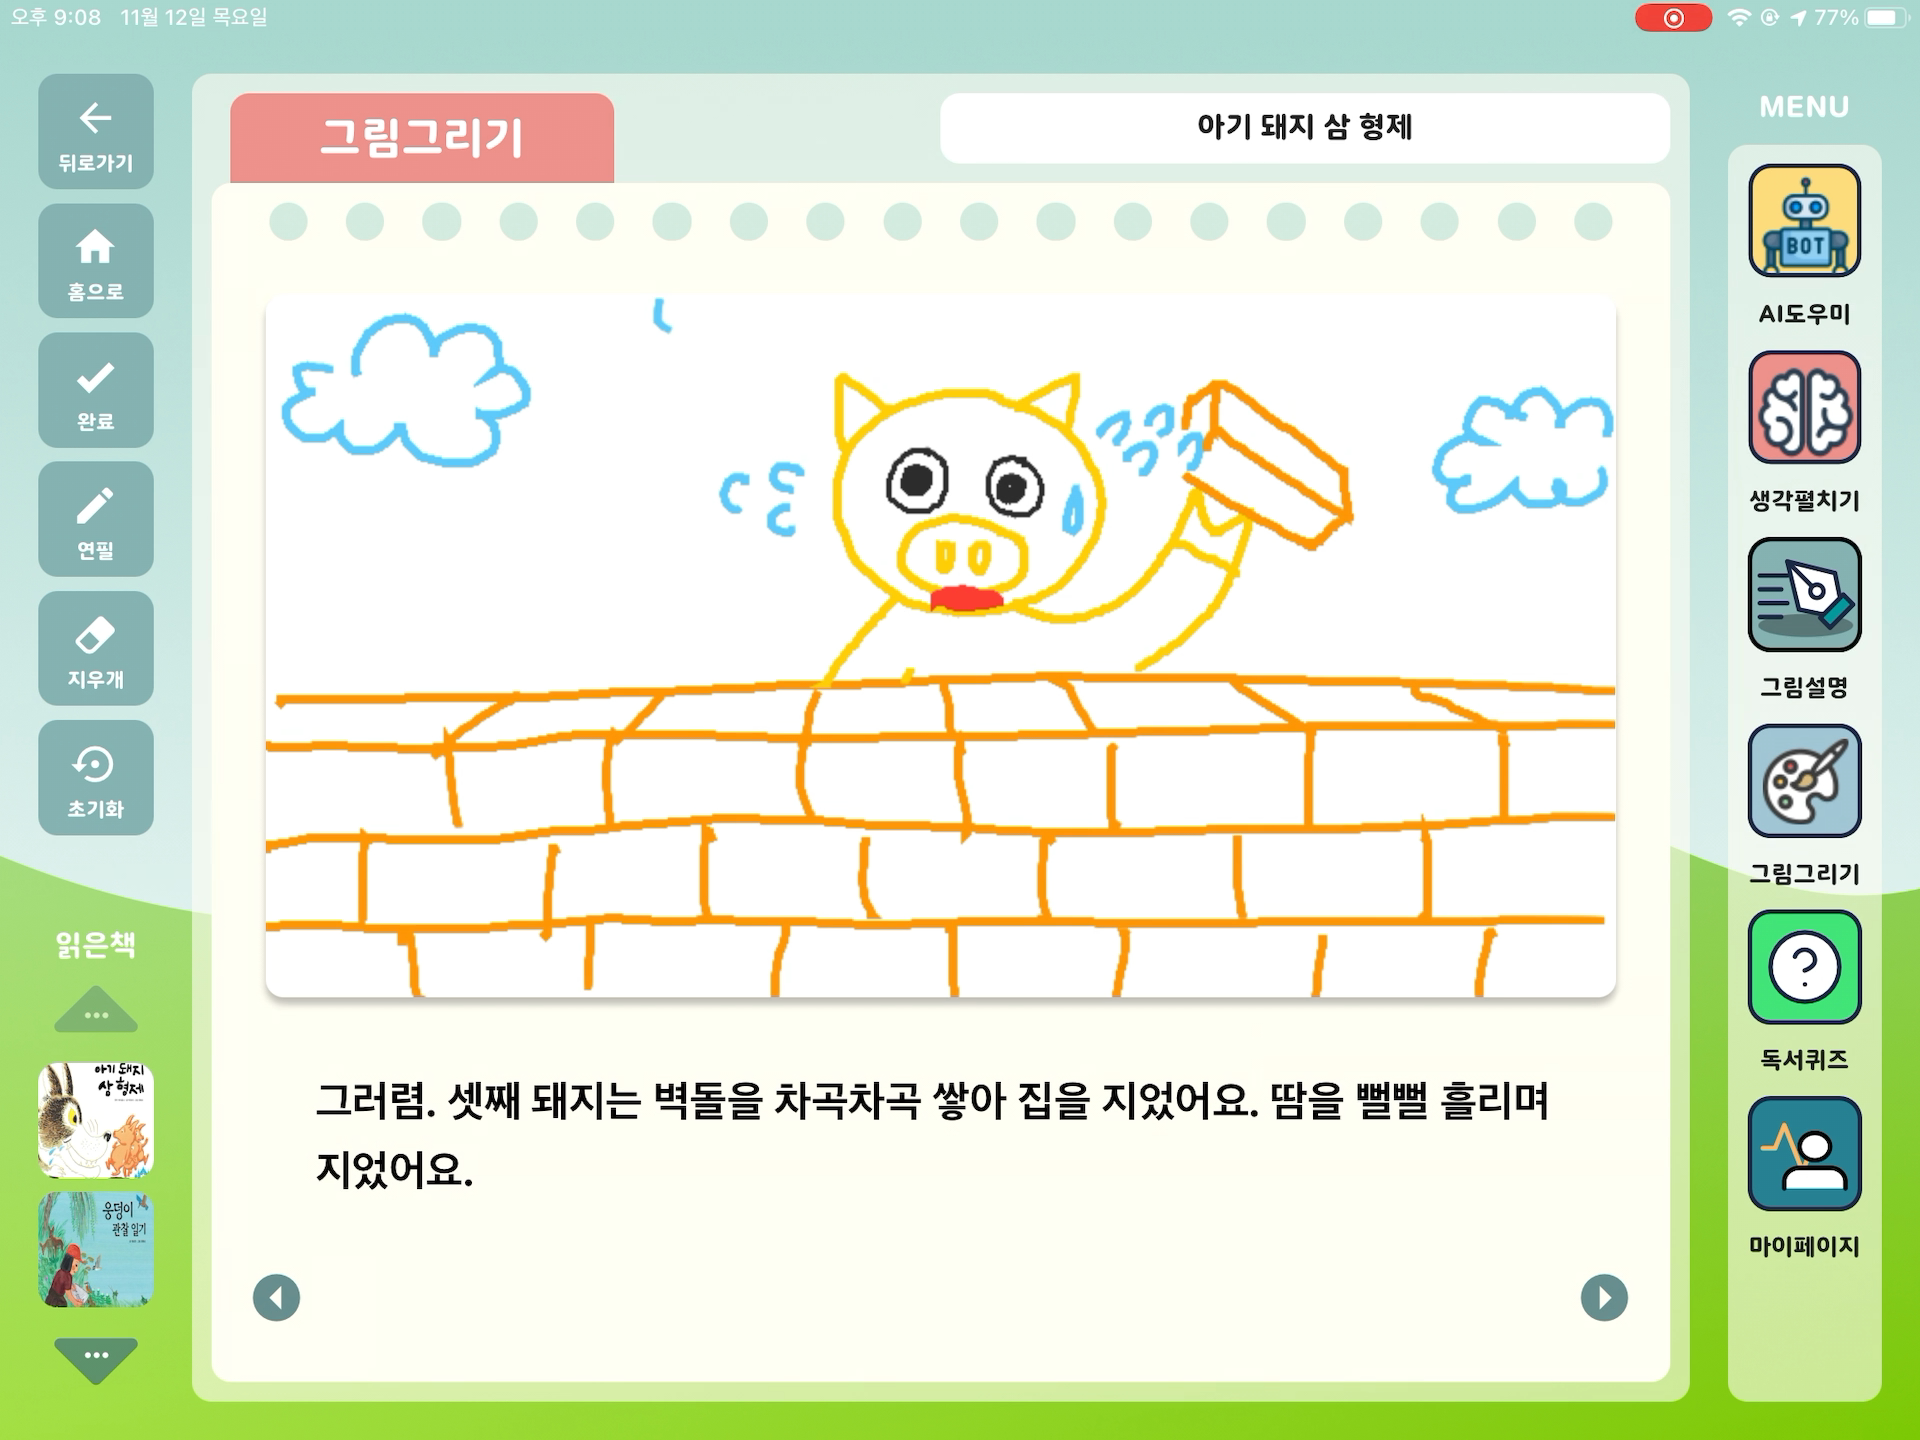 오후 9:08 11월 12일 목요일
77%
뒤로가기
홈으로
완료
연필
지우개
초기화
읽은책
아기 돼지
삼 형제
웅덩이
관찰 일기
그림그리기
아기 돼지 삼 형제
그러렴. 셋째 돼지는 벽돌을 차곡차곡 쌓아 집을 지었어요. 땀을 뻘뻘 흘리며
지었어요.
MENU
BOT
AI도우미
생각펼치기
그림설명
그림그리기
독서퀴즈
마이페이지